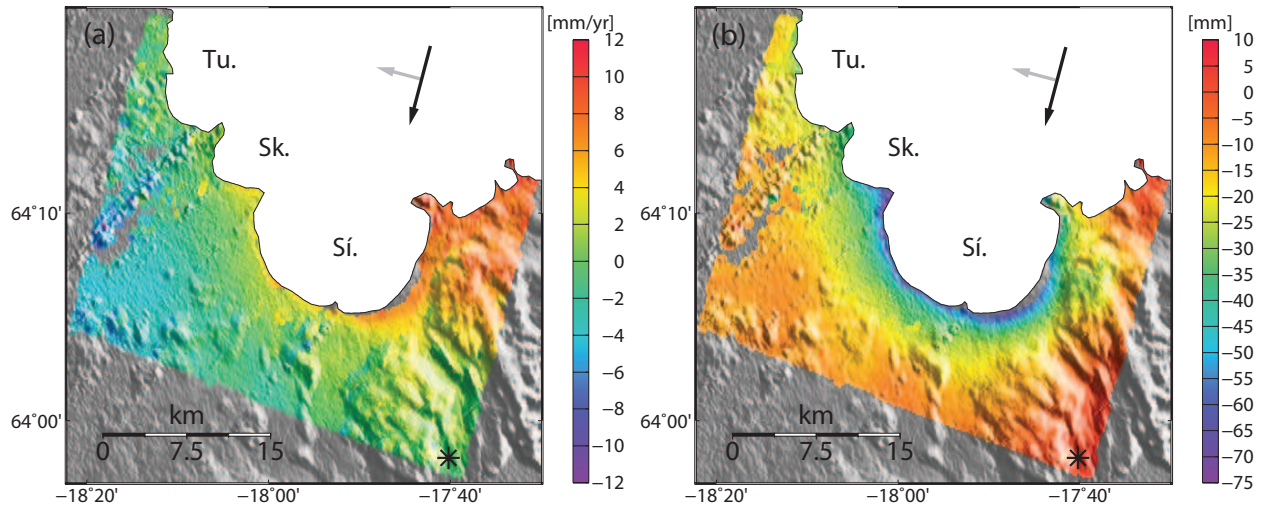 [mm/yr]
(a)
Tu.
Sk.
Sí.
12
10
8
6
4
2
0
−2
−4
−6
−8
−10
−12
64˚10'
64˚00'
km
0 7.5 15
*
−18˚20' −18˚00' −17˚40'
[mm]
(b)
Tu.
Sk.
Sí.
10
5
0
−5
−10
−15
−20
−25
−30
−35
−40
−45
−50
−55
−60
−65
−70
−75
64˚10'
64˚00'
km
0 7.5 15
*
−18˚20' −18˚00' −17˚40'